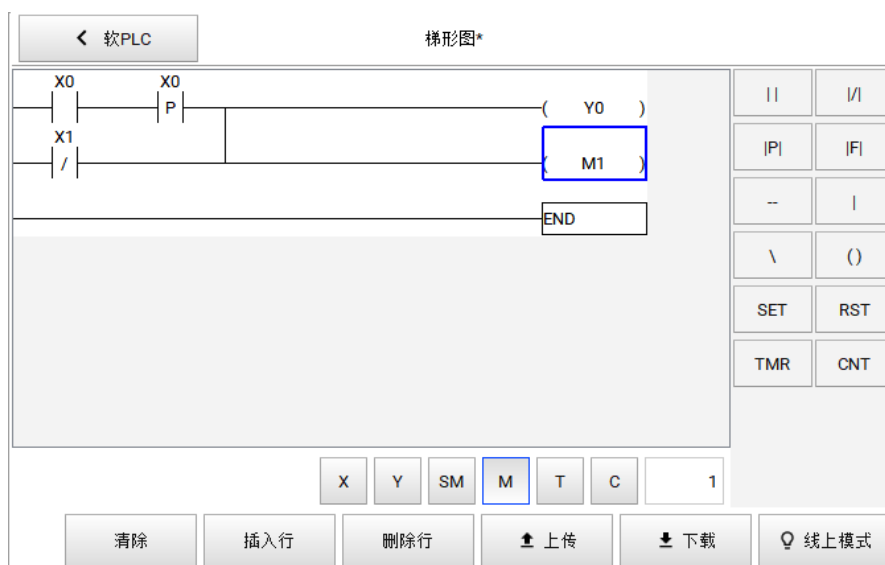 软PLC
梯形图*
X0 X0
P
( Y0 )
X1
/
( M1 )
END
| | |/|
|P| |F|
-- |
\ ( )
SET RST
TMR CNT
X Y SM M T C 1
清除 插入行 删除行 上传 下载 线上模式